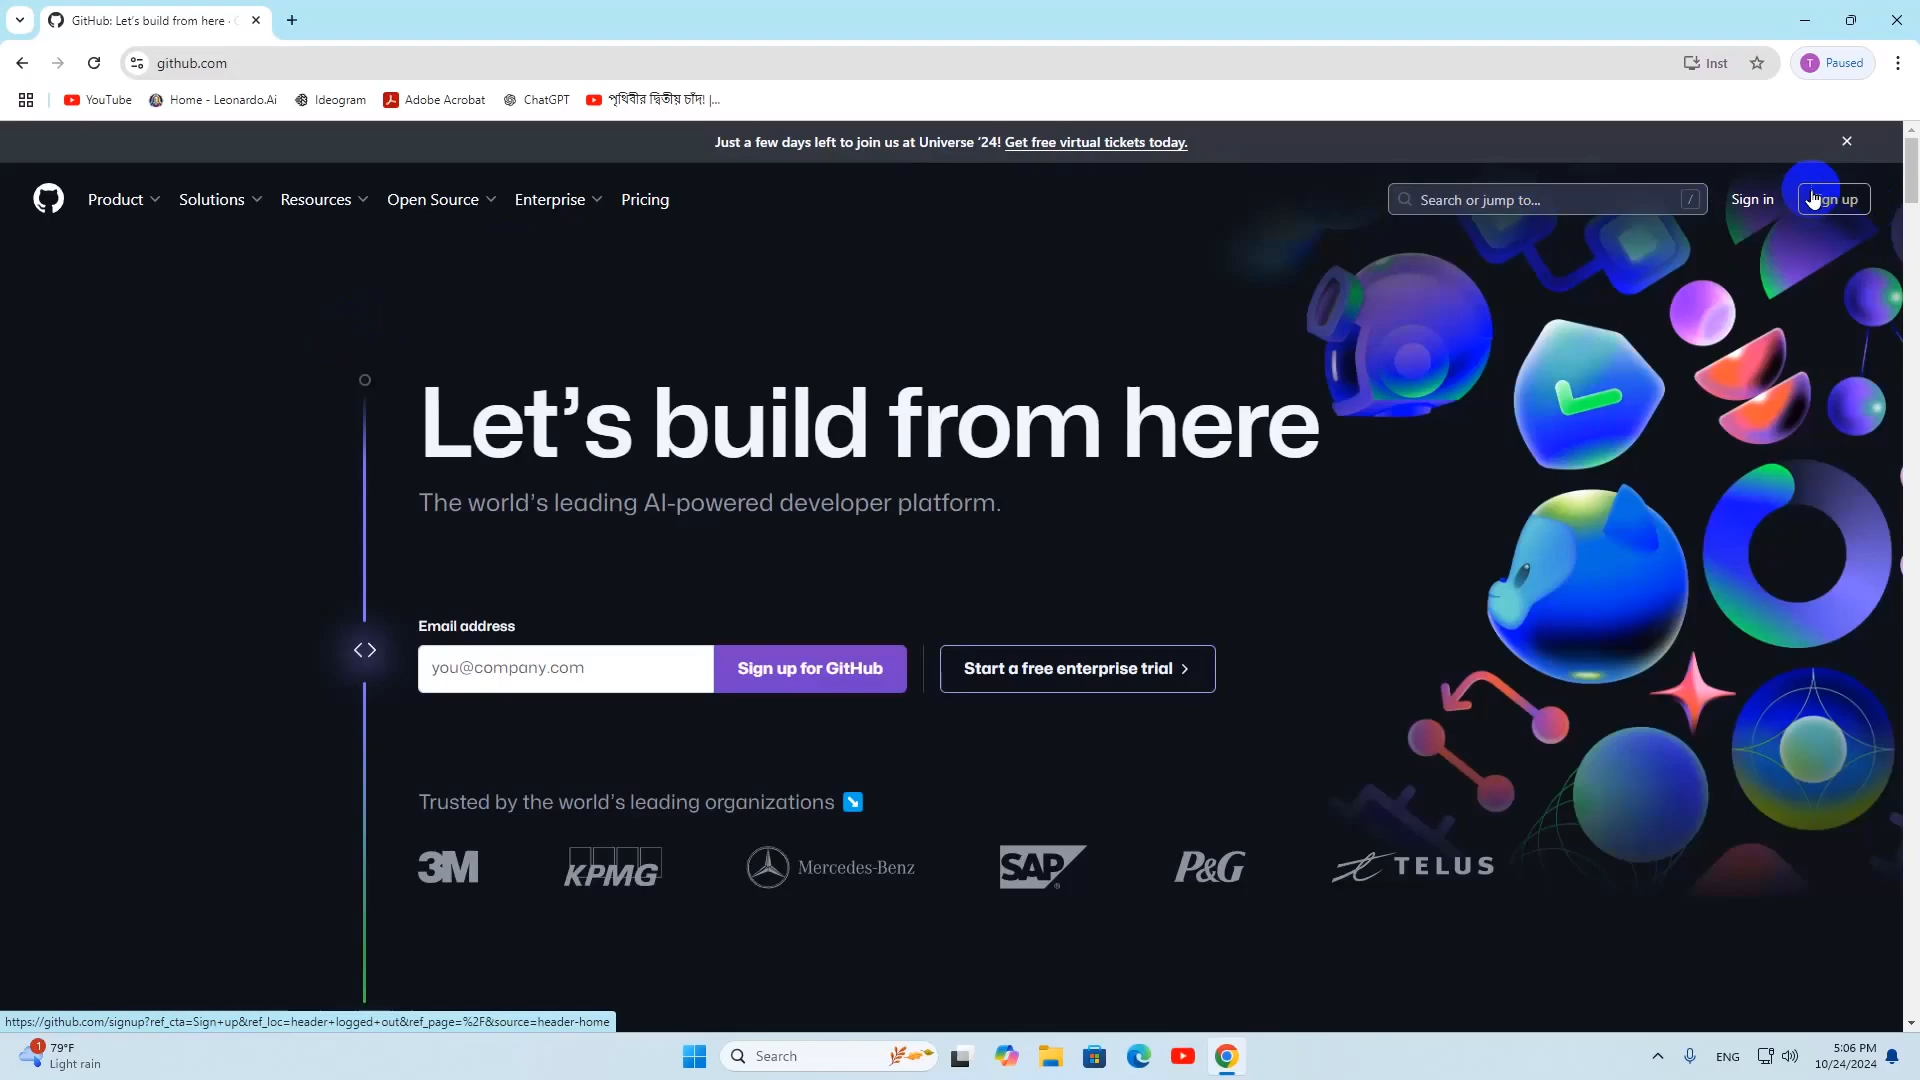 GitHub: Let's build from here ·
github.com
Inst
T
Paused
YouTube
Home - Leonardo.Ai
Ideogram
Adobe Acrobat
ChatGPT
পৃথিবীর দ্বিতীয় চাঁদ! |...
Just a few days left to join us at Universe '24! Get free virtual tickets today.
Product
Solutions
Resources
Open Source
Enterprise
Pricing
Search or jump to...
/
Sign in
up
Let's build from here
The world's leading AI-powered developer platform.
Email address
you@company.com
Sign up for GitHub
Start a free enterprise trial
Trusted by the world's leading organizations
3M
KPMG
Mercedes-Benz
SAP
P&G
TELUS
https://github.com/signup?ref_cta=Sign+up&ref_loc=header+logged+out&ref_page=%2F&source=header-home
1
79°F
Light rain
Search
ENG
5:06 PM
10/24/2024